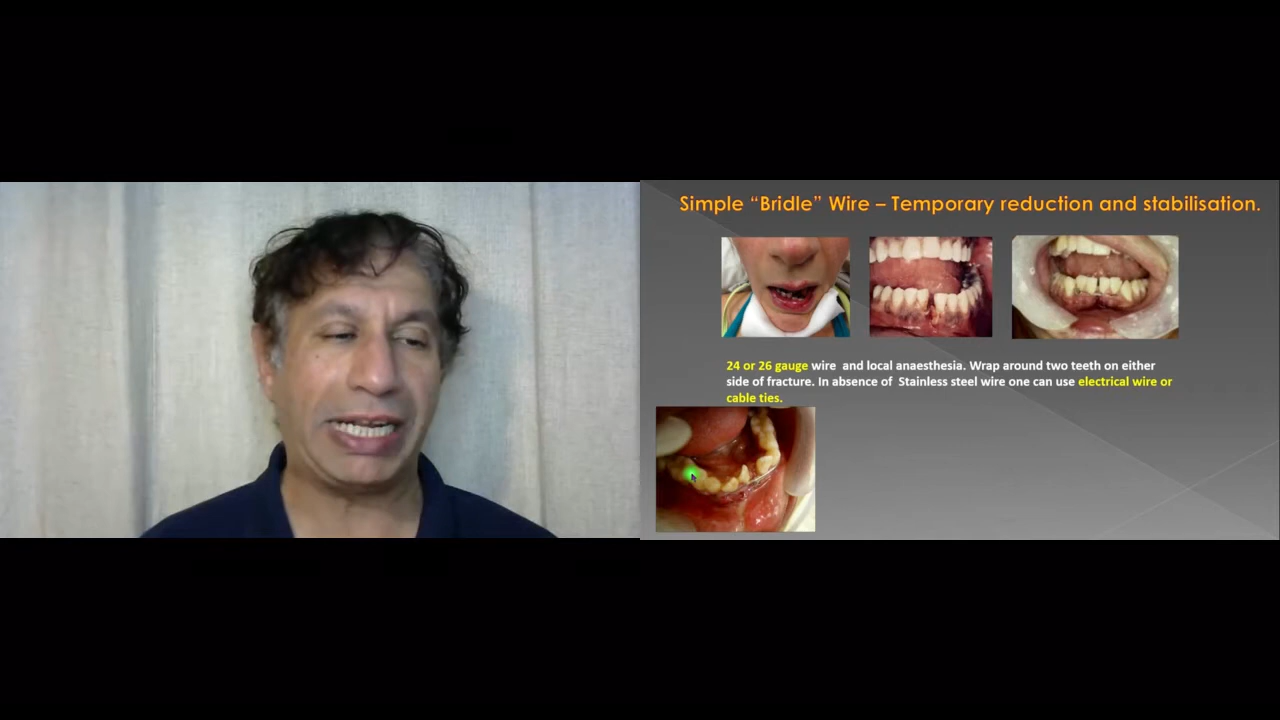 Simple “Bridle” Wire – Temporary reduction and stabilisation.
24 or 26 gauge wire and local anaesthesia. Wrap around two teeth on either
side of fracture. In absence of Stainless steel wire one can use electrical wire or
cable ties.